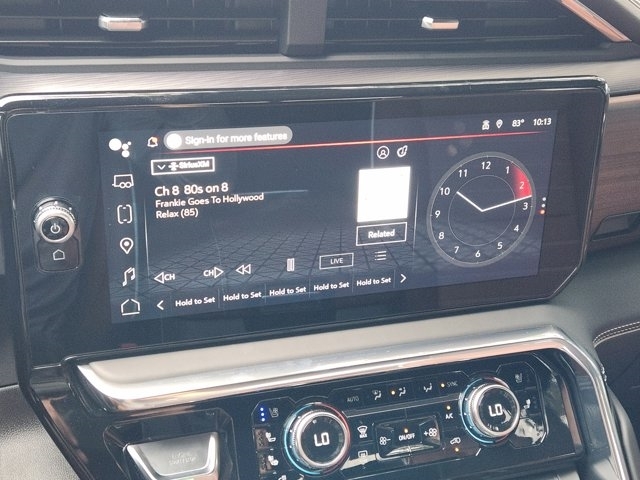 Sign-in for more features
83° 10:13
SiriusXM
Ch 8 80s on 8
Frankie Goes To Hollywood
Relax (85)
Related
12
1
2
3
4
5
6
7
8
9
10
11
CH CH LIVE
Hold to Set Hold to Set Hold to Set Hold to Set Hold to Set
AUTO SYNC
LO ON/OFF A/C LO